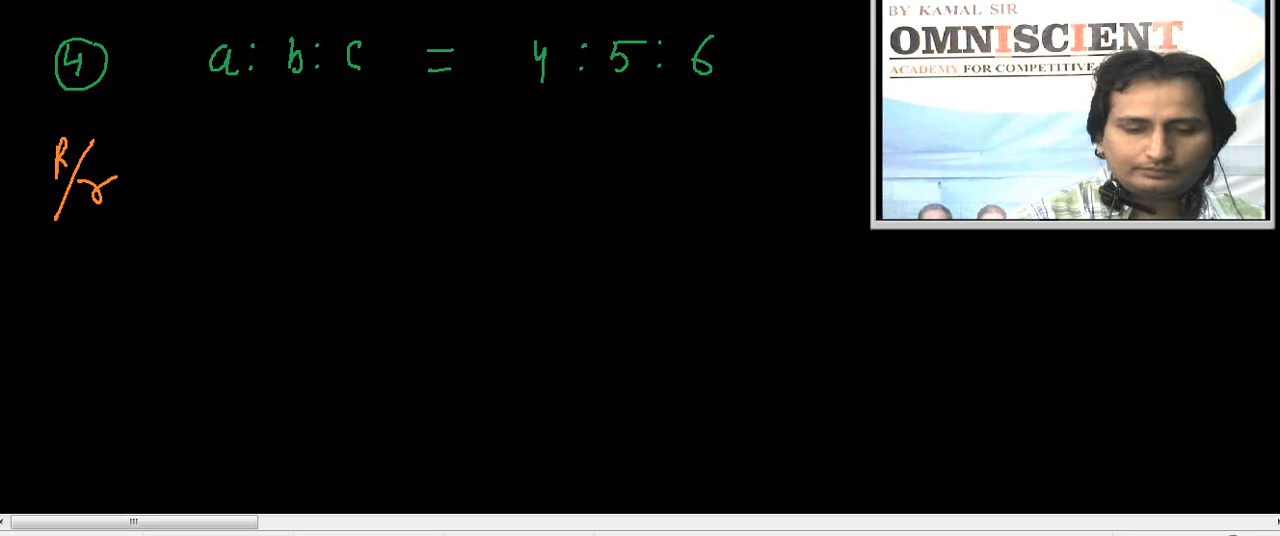 BY KAMAL SIR
OMNISCIENT
ACADEMY FOR COMPETITIVE
4 a : b : c = 4 : 5 : 6
R/r